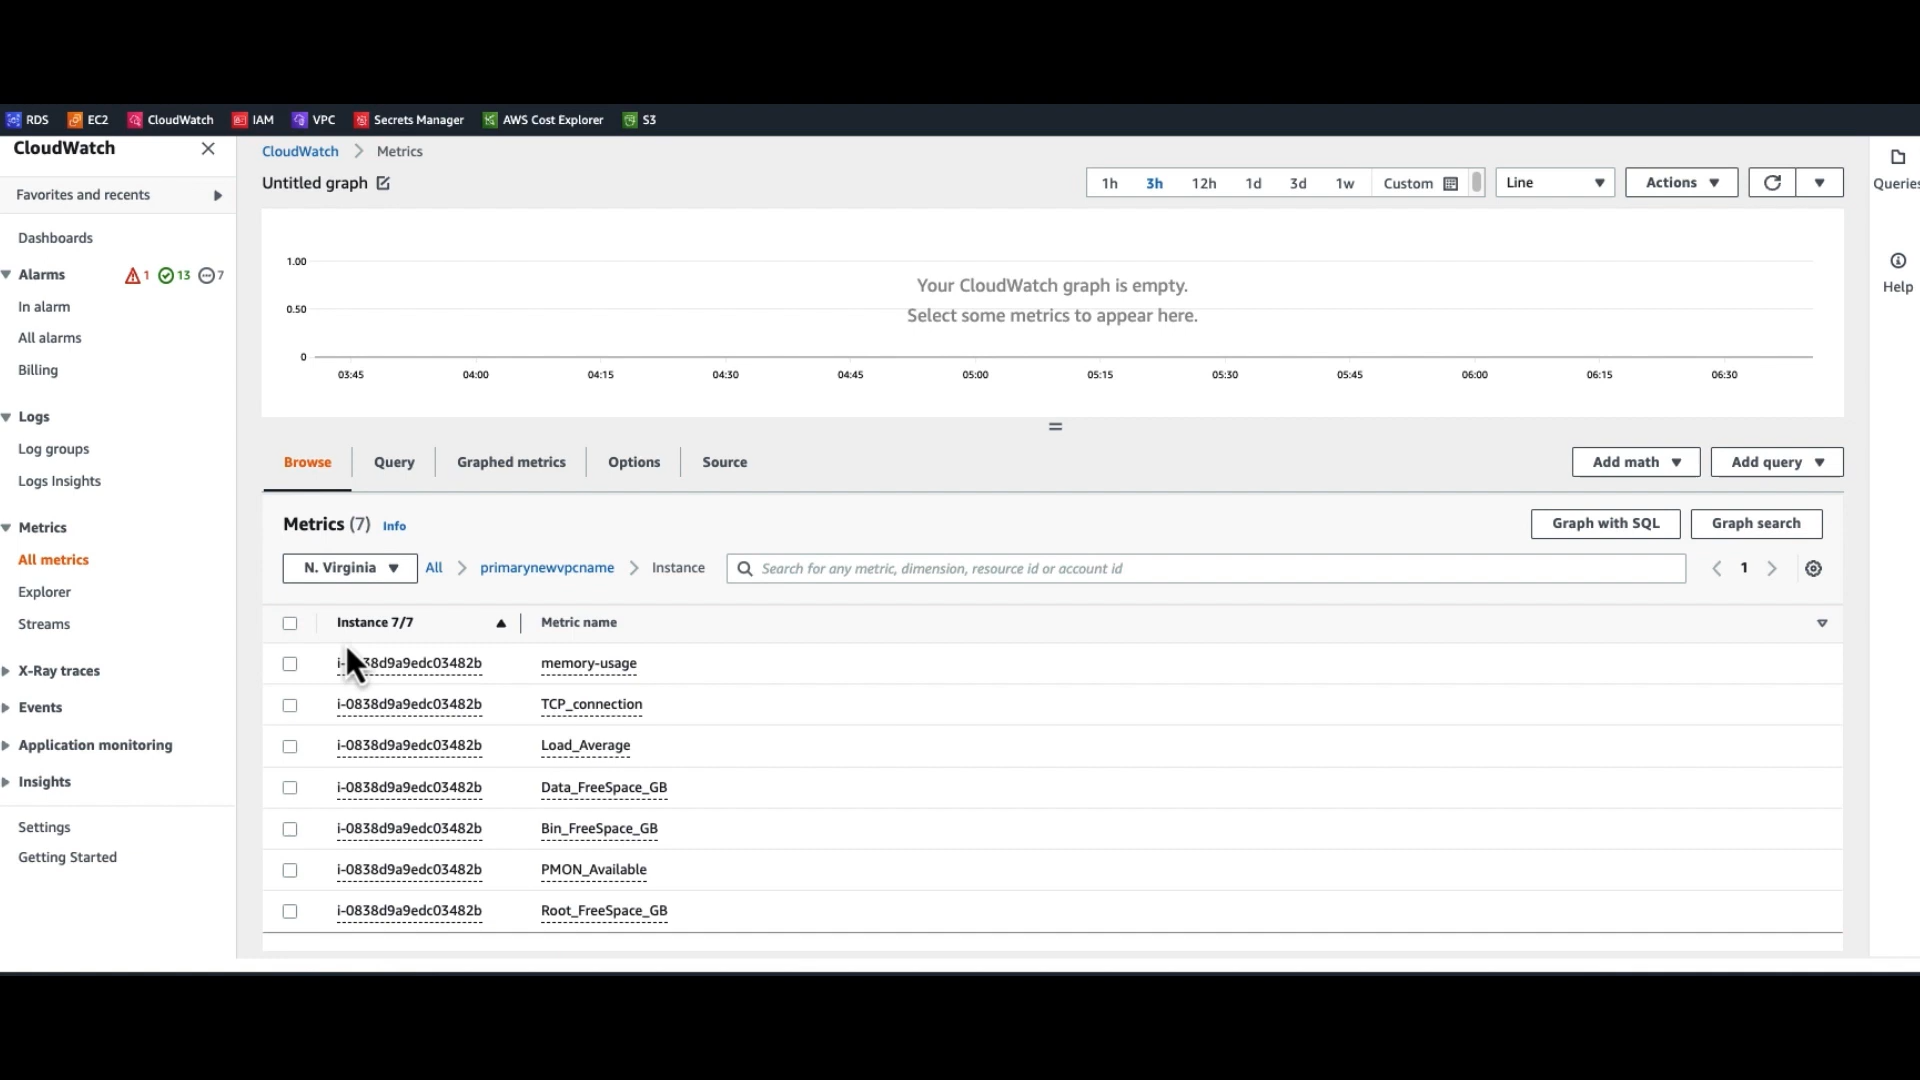 RDS EC2 CloudWatch IAM VPC Secrets Manager AWS Cost Explorer S3
CloudWatch
Favorites and recents
Dashboards
Alarms 1 13 7
In alarm
All alarms
Billing
Logs
Log groups
Logs Insights
Metrics
All metrics
Explorer
Streams
X-Ray traces
Events
Application monitoring
Insights
Settings
Getting Started
CloudWatch Metrics
Untitled graph 1h 3h 12h 1d 3d 1w Custom Line Actions
1.00
0.50
0
Your CloudWatch graph is empty.
Select some metrics to appear here.
03:45 04:00 04:15 04:30 04:45 05:00 05:15 05:30 05:45 06:00 06:15 06:30
Browse Query Graphed metrics Options Source Add math Add query
Metrics (7) Info Graph with SQL Graph search
N. Virginia All primarynewvpcname Instance Search for any metric, dimension, resource id or account id 1
Instance 7/7 Metric name
38d9a9edc03482b memory-usage
i-0838d9a9edc03482b TCP_connection
i-0838d9a9edc03482b Load_Average
i-0838d9a9edc03482b Data_FreeSpace_GB
i-0838d9a9edc03482b Bin_FreeSpace_GB
i-0838d9a9edc03482b PMON_Available
i-0838d9a9edc03482b Root_FreeSpace_GB
Queries
Help